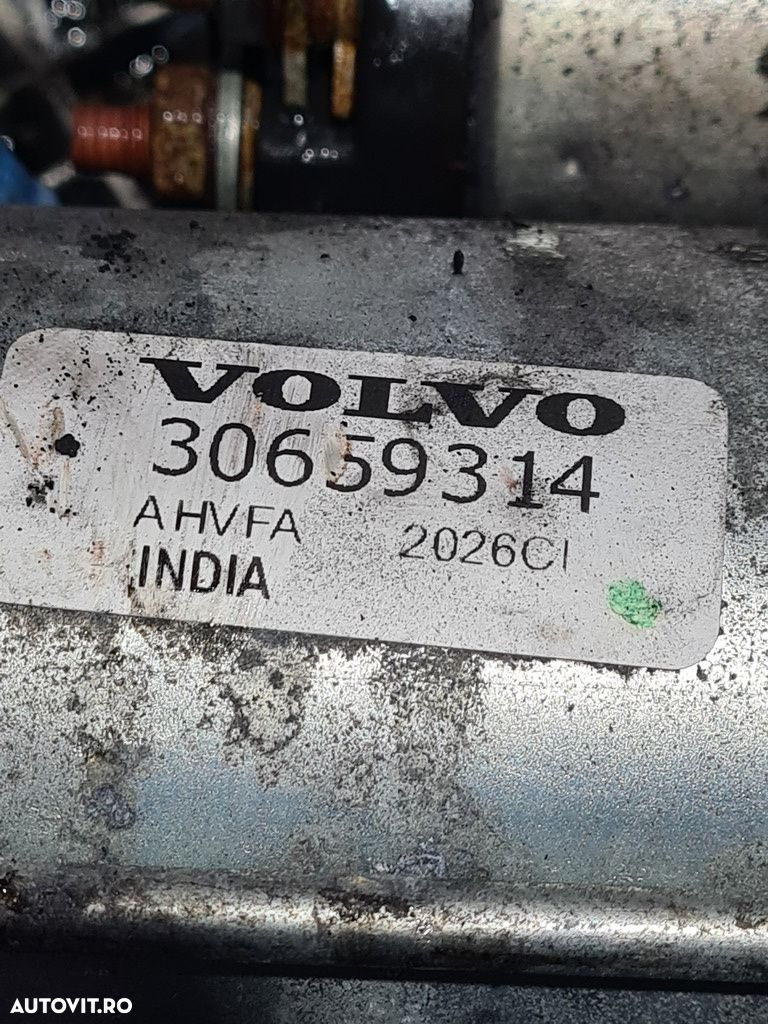 VOLVO
30659314
AHVFA 2026CI
INDIA
AUTOVIT.RO